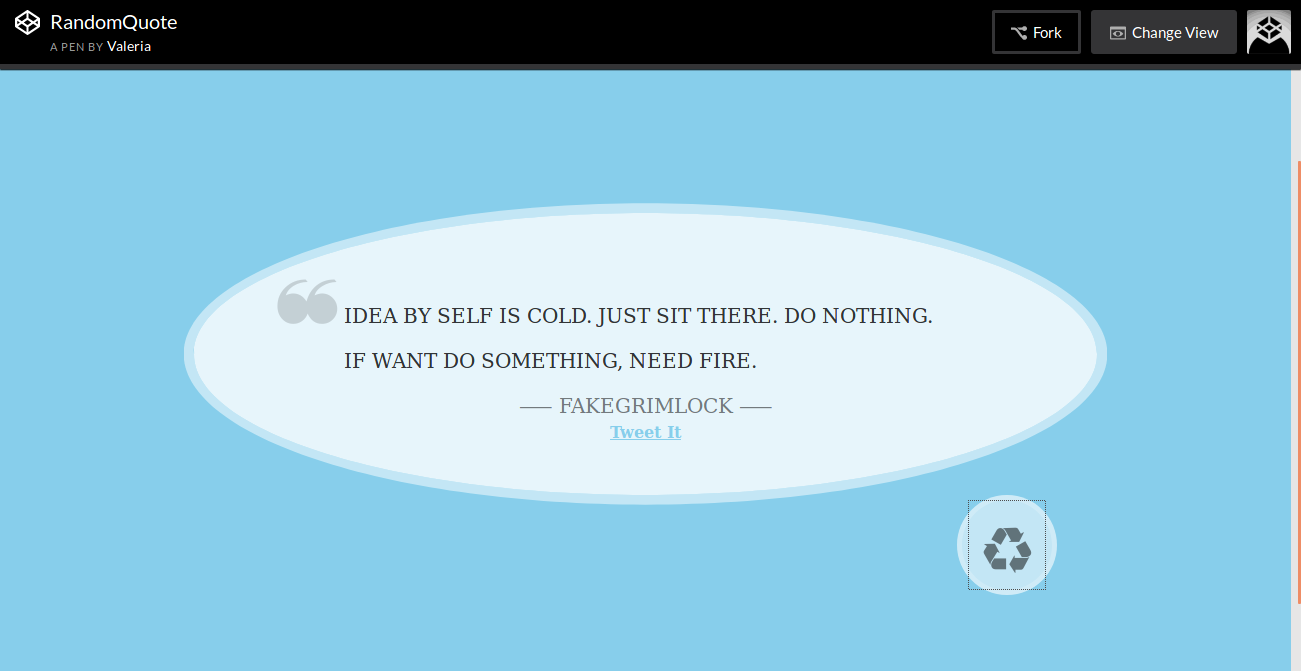 RandomQuote
A PEN BY Valeria
Fork
Change View
❝ IDEA BY SELF IS COLD. JUST SIT THERE. DO NOTHING.
IF WANT DO SOMETHING, NEED FIRE.
—— FAKEGRIMLOCK ——
Tweet It